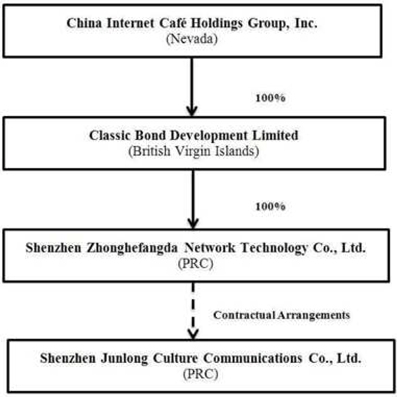 China Internet Café Holdings Group, Inc.
(Nevada)
100%
Classic Bond Development Limited
(British Virgin Islands)
100%
Shenzhen Zhonghefangda Network Technology Co., Ltd.
(PRC)
Contractual Arrangements
Shenzhen Junlong Culture Communications Co., Ltd.
(PRC)